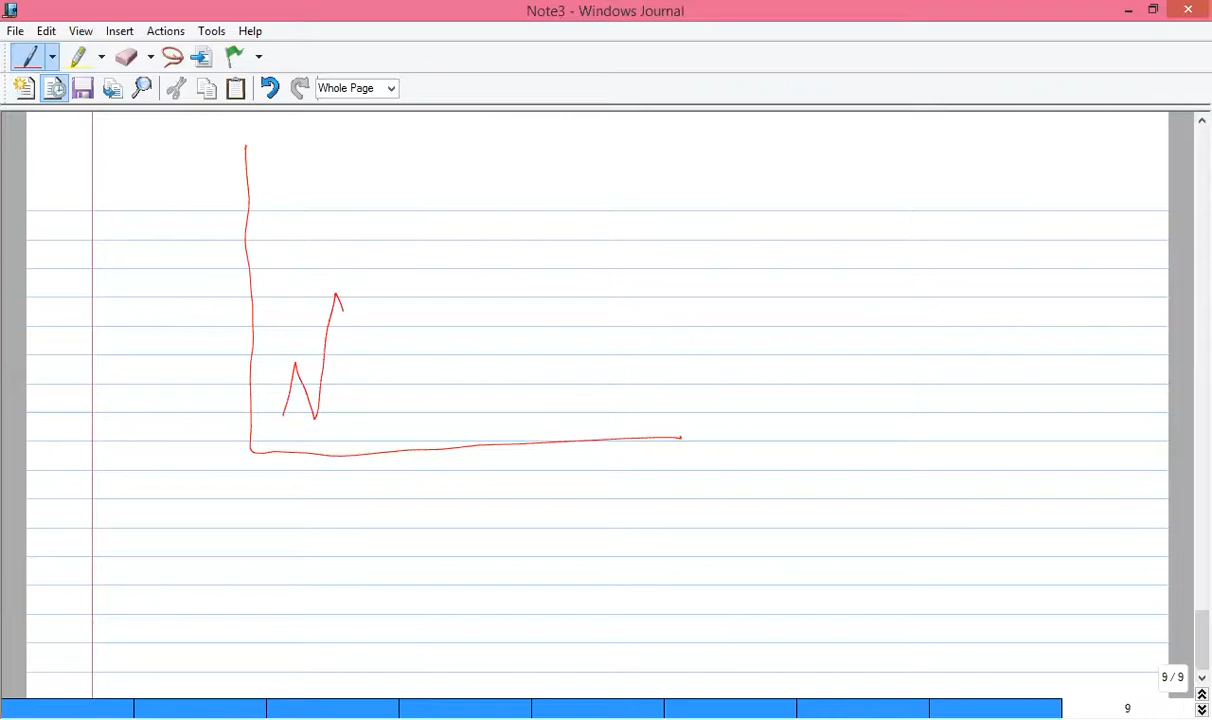 Note3 - Windows Journal
File Edit View Insert Actions Tools Help
Whole Page
9 / 9
9